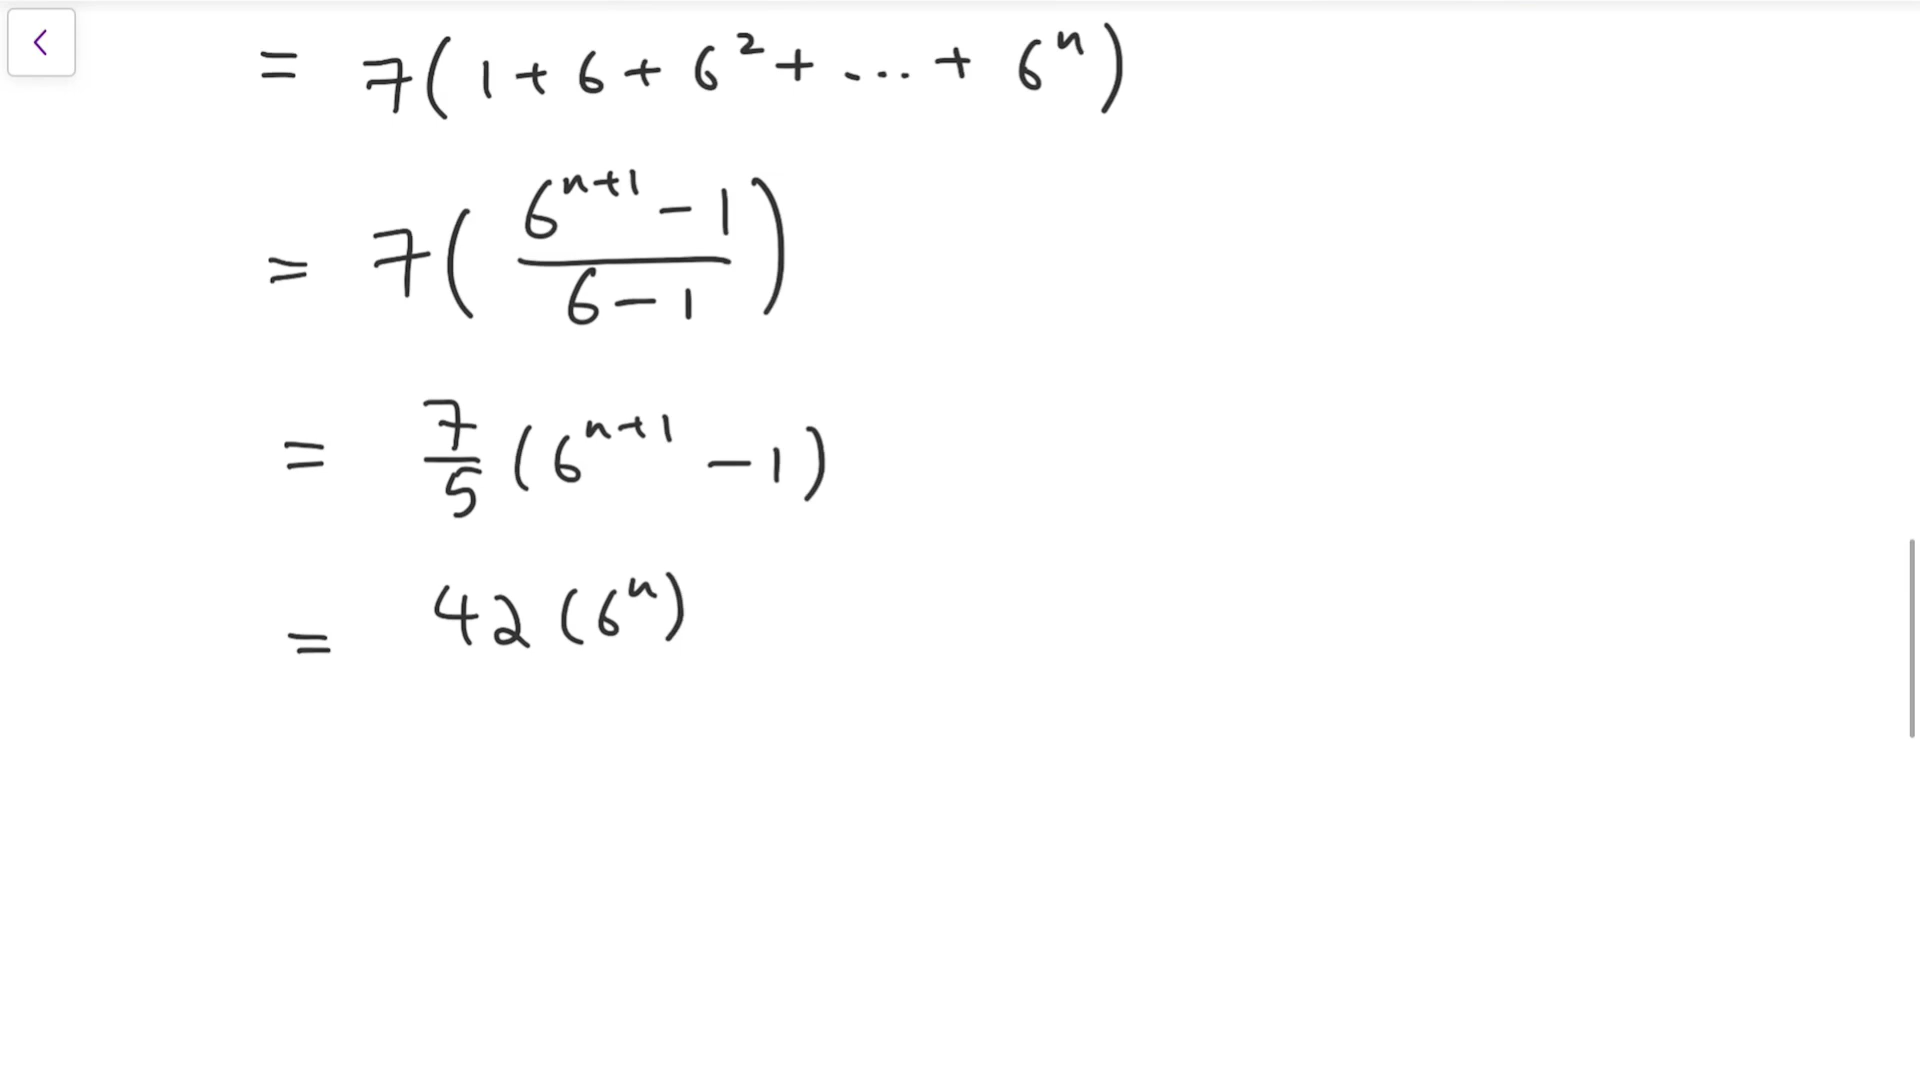 = 7(1 + 6 + 6² + ... + 6ⁿ)
= 7((6ⁿ⁺¹ - 1)/(6 - 1))
= 7/5 (6ⁿ⁺¹ - 1)
= 42(6ⁿ)